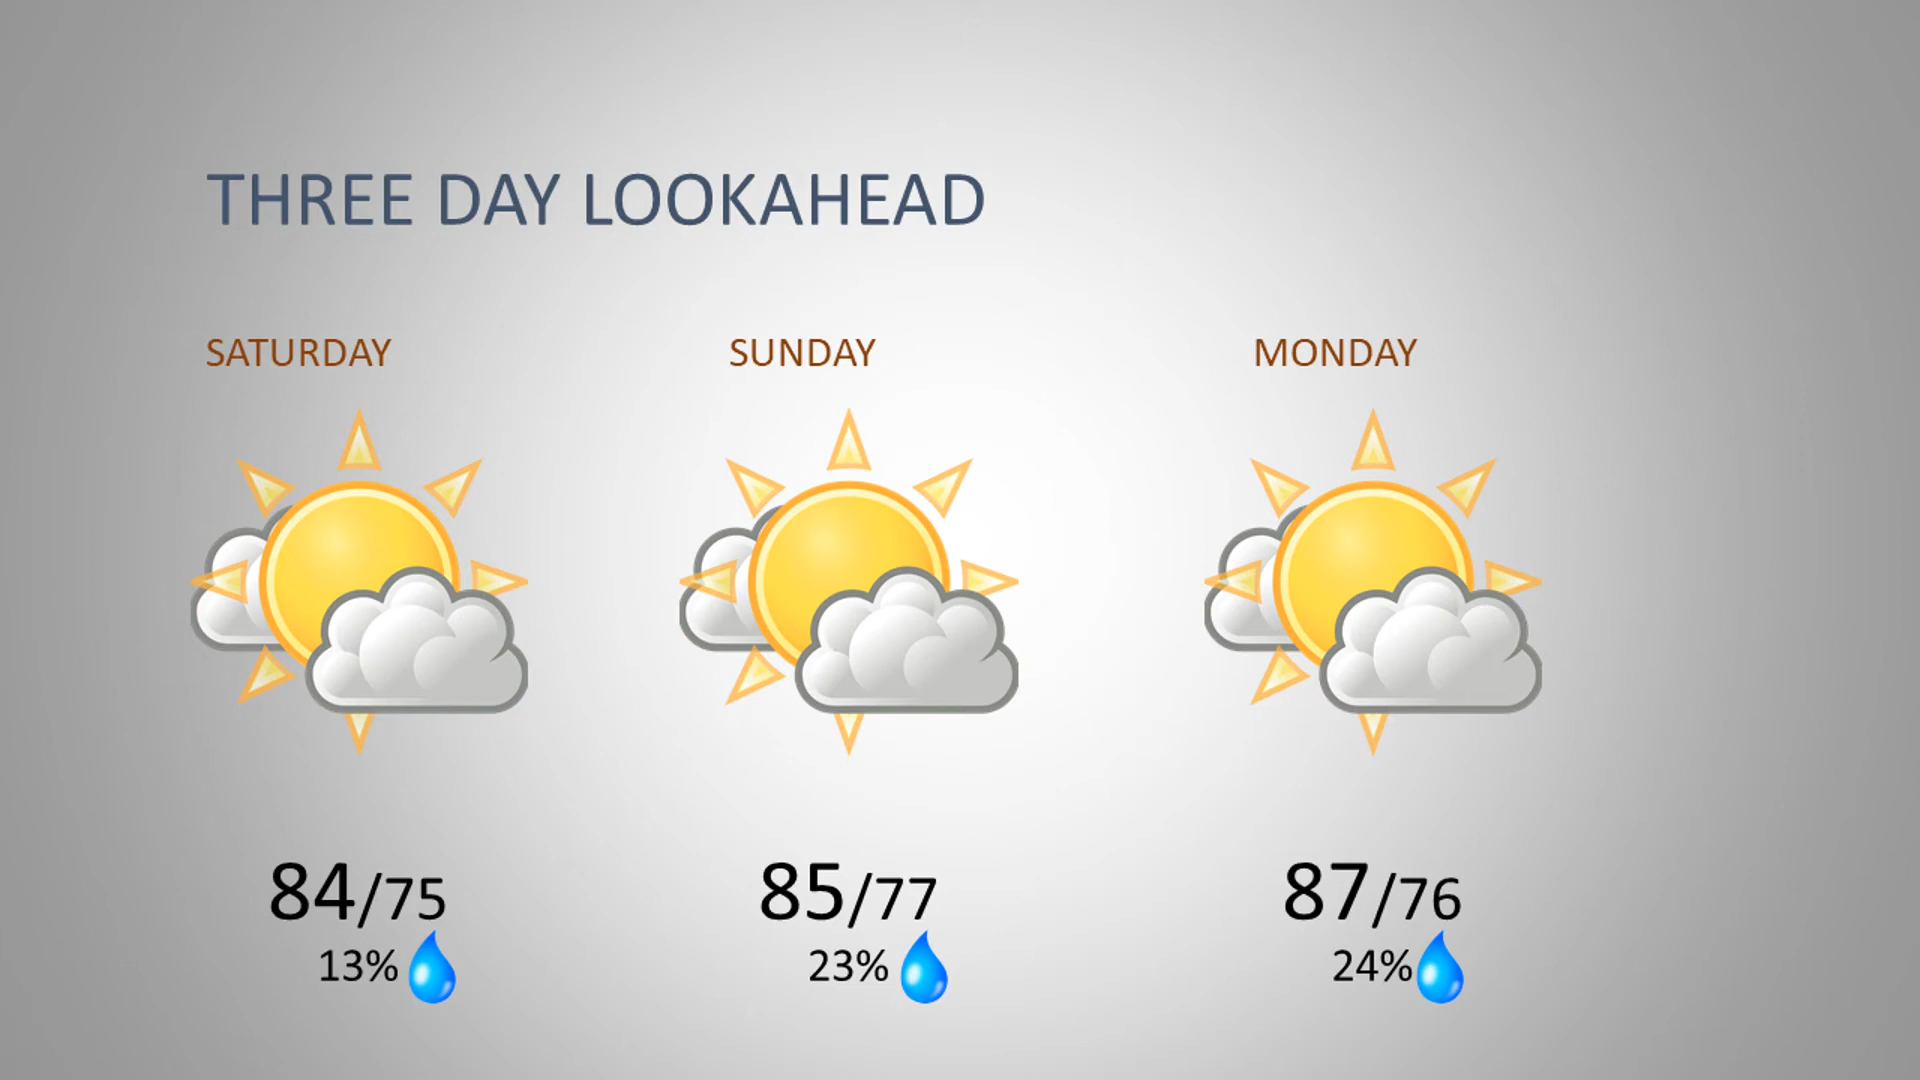 THREE DAY LOOKAHEAD
SATURDAY SUNDAY MONDAY
84/75 85/77 87/76
13% 23% 24%